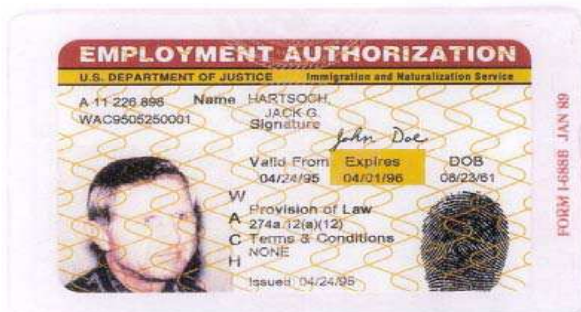 EMPLOYMENT AUTHORIZATION
U.S. DEPARTMENT OF JUSTICE Immigration and Naturalization Service
A 11 226 898 Name HARTSOCH,
WAC9505250001 JACK G.
Signature
John Doe
Valid From Expires DOB
04/24/95 04/01/96 08/23/61
W
A Provision of Law
274a.12(a)(12)
C Terms & Conditions
H NONE
Issued: 04/24/95
FORM I-688B JAN 89